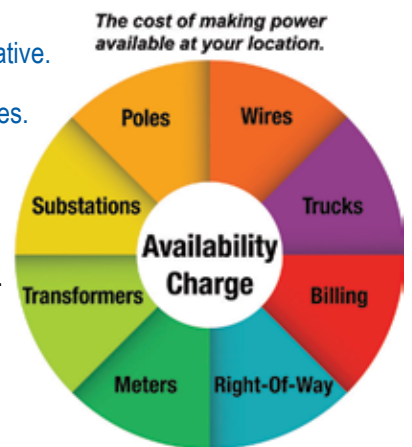 The cost of making power
available at your location.
ative.
es.
Poles
Wires
Substations
Trucks
Availability
Charge
Transformers
Billing
Meters
Right-Of-Way
.